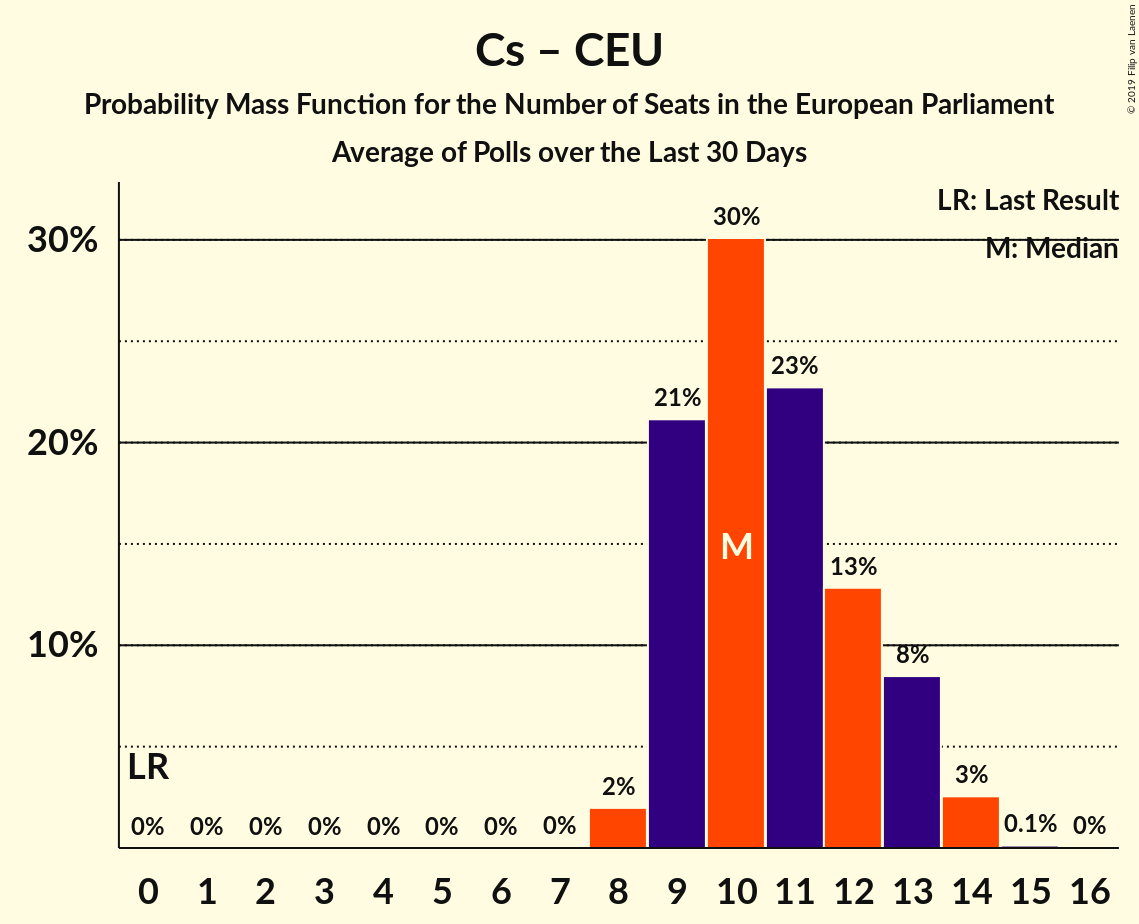 Cs – CEU
Probability Mass Function for the Number of Seats in the European Parliament
Average of Polls over the Last 30 Days
© 2019 Filip van Laenen
LR: Last Result
M: Median
30%
20%
10%
30%
23%
21%
M
13%
8%
LR
3%
2%
0% 0% 0% 0% 0% 0% 0% 0% 0.1% 0%
0 1 2 3 4 5 6 7 8 9 10 11 12 13 14 15 16